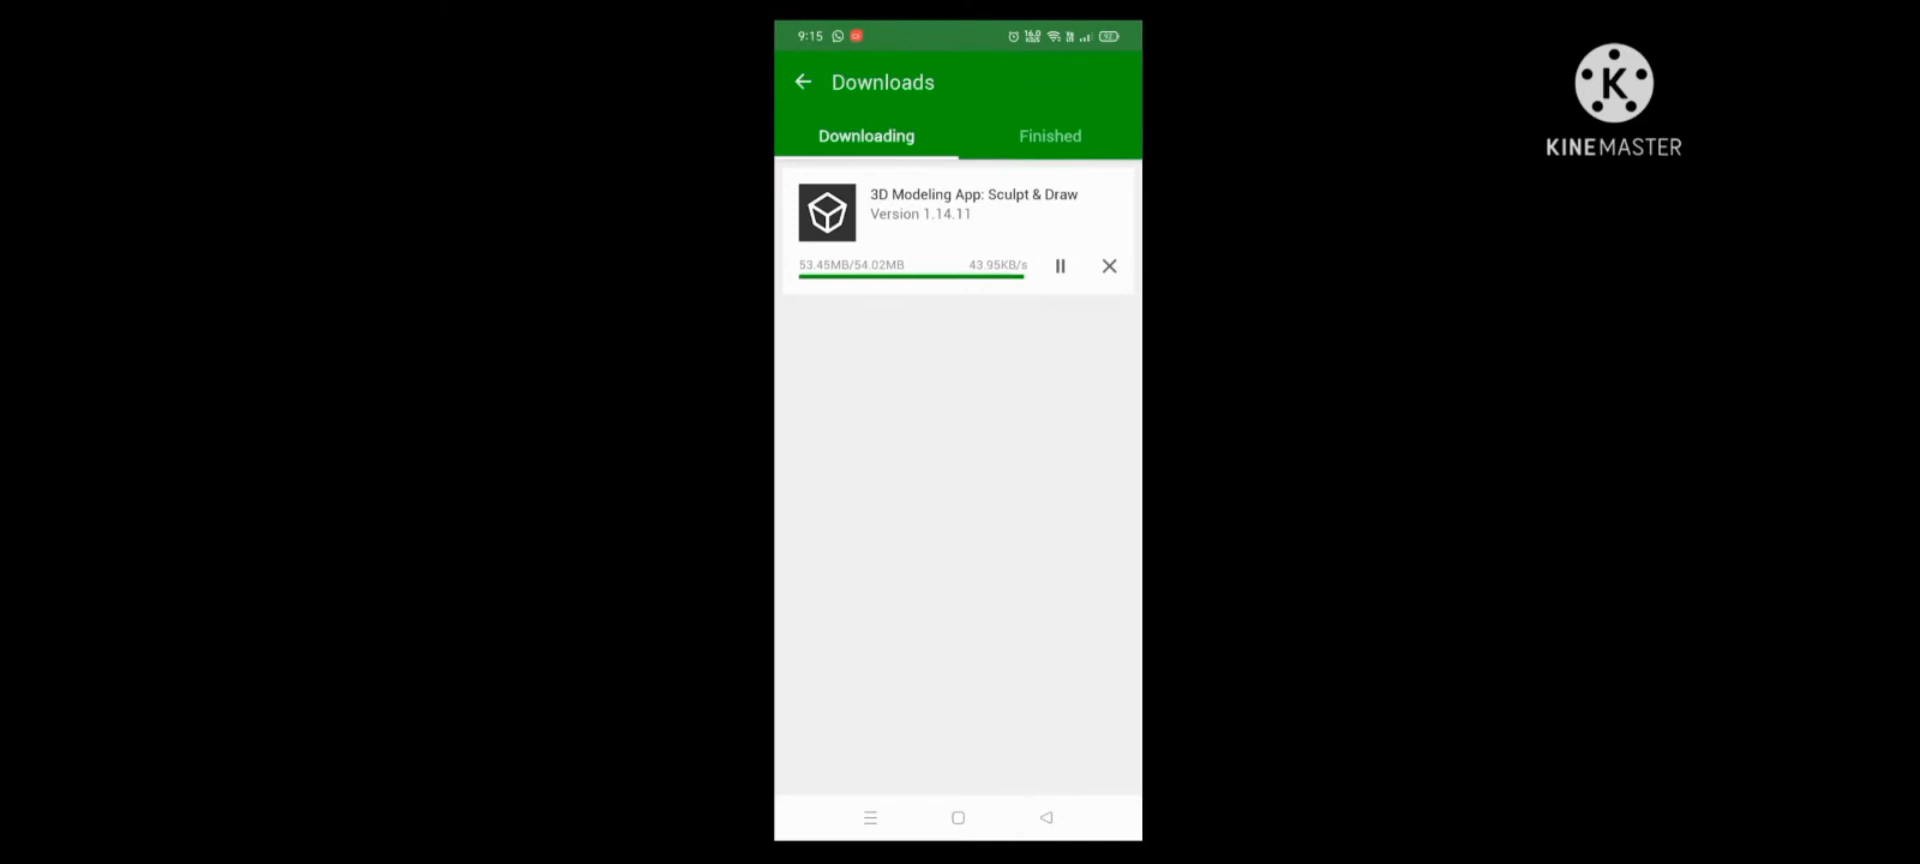 9:15
Downloads
Downloading
Finished
3D Modeling App: Sculpt & Draw
Version 1.14.11
53.45MB/54.02MB
43.95KB/s
K
KINEMASTER